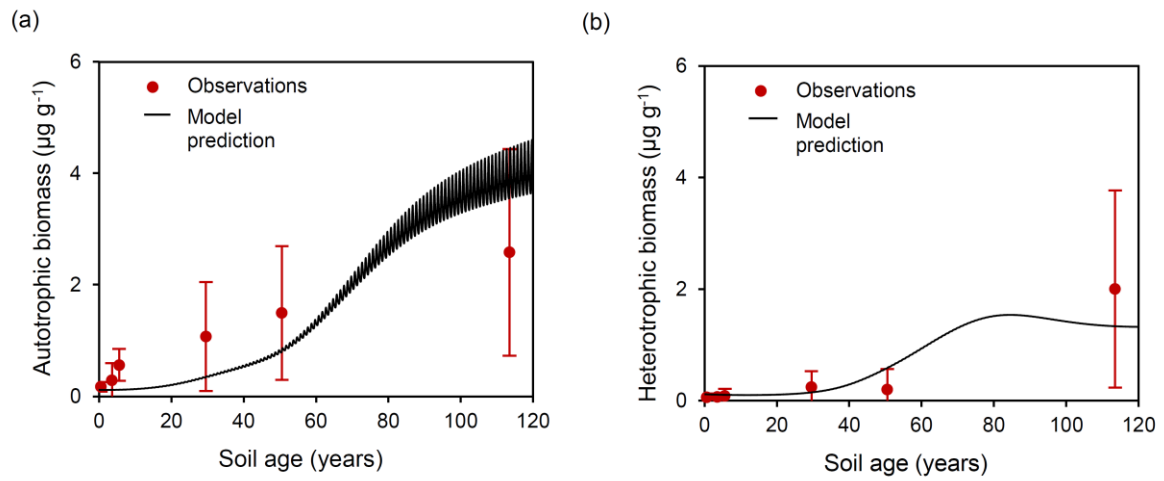 (a)
Autotrophic biomass (µg g⁻¹)
6
4
2
0
Observations
Model
prediction
0 20 40 60 80 100 120
Soil age (years)
(b)
Heterotrophic biomass (µg g⁻¹)
6
4
2
0
Observations
Model
prediction
0 20 40 60 80 100 120
Soil age (years)